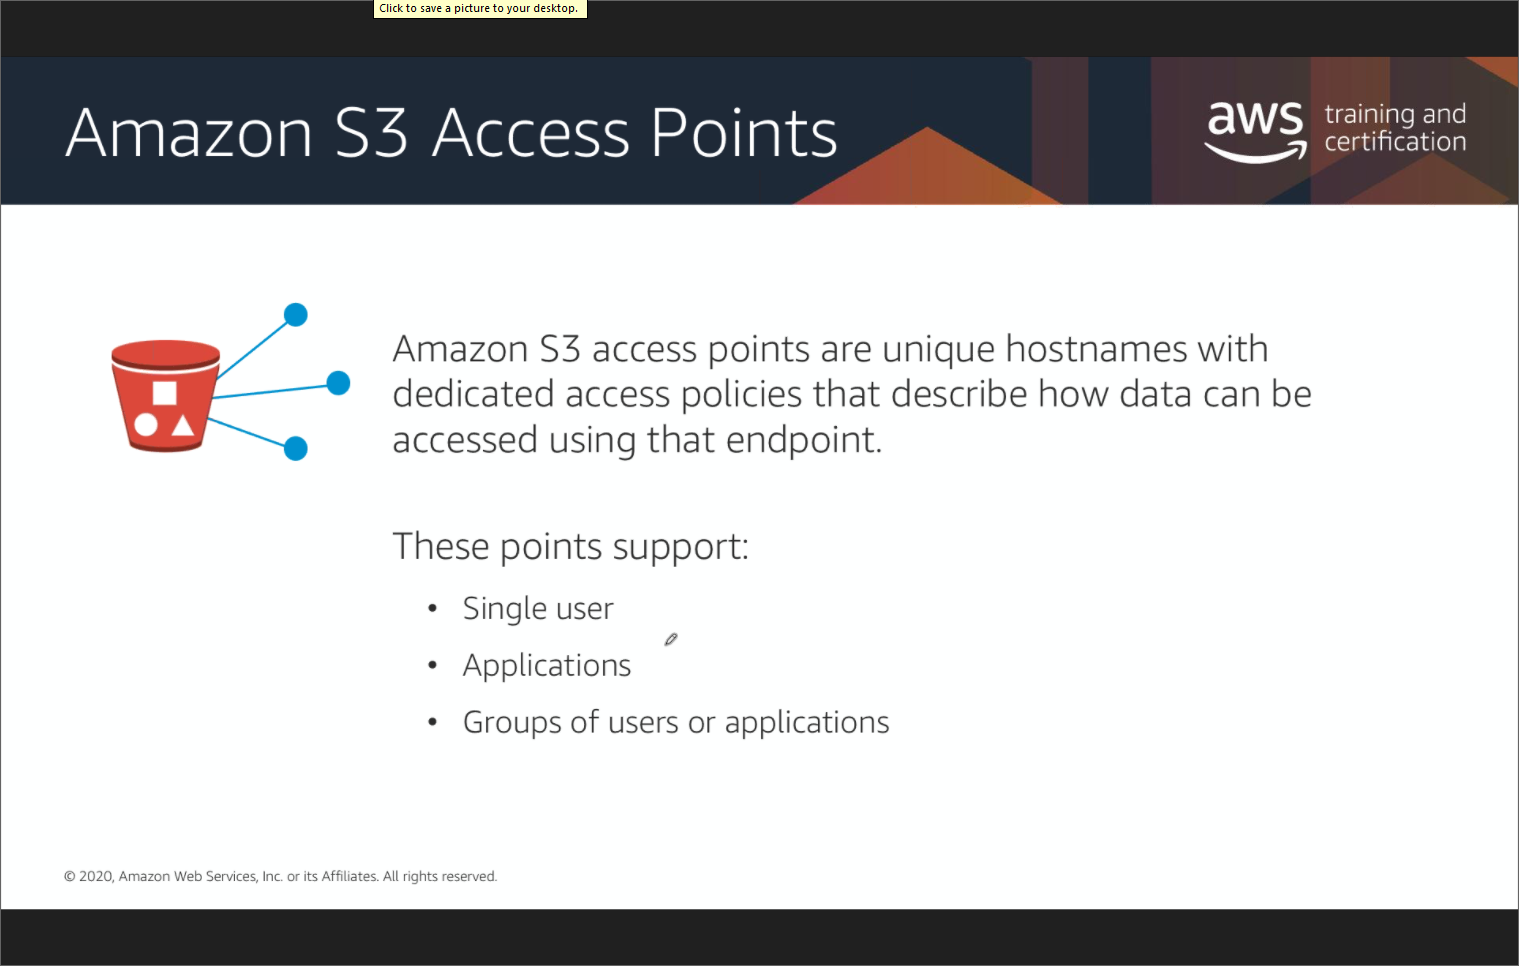 Click to save a picture to your desktop.
Amazon S3 Access Points
aws training and
certification
Amazon S3 access points are unique hostnames with
dedicated access policies that describe how data can be
accessed using that endpoint.
These points support:
• Single user
• Applications
• Groups of users or applications
© 2020, Amazon Web Services, Inc. or its Affiliates. All rights reserved.